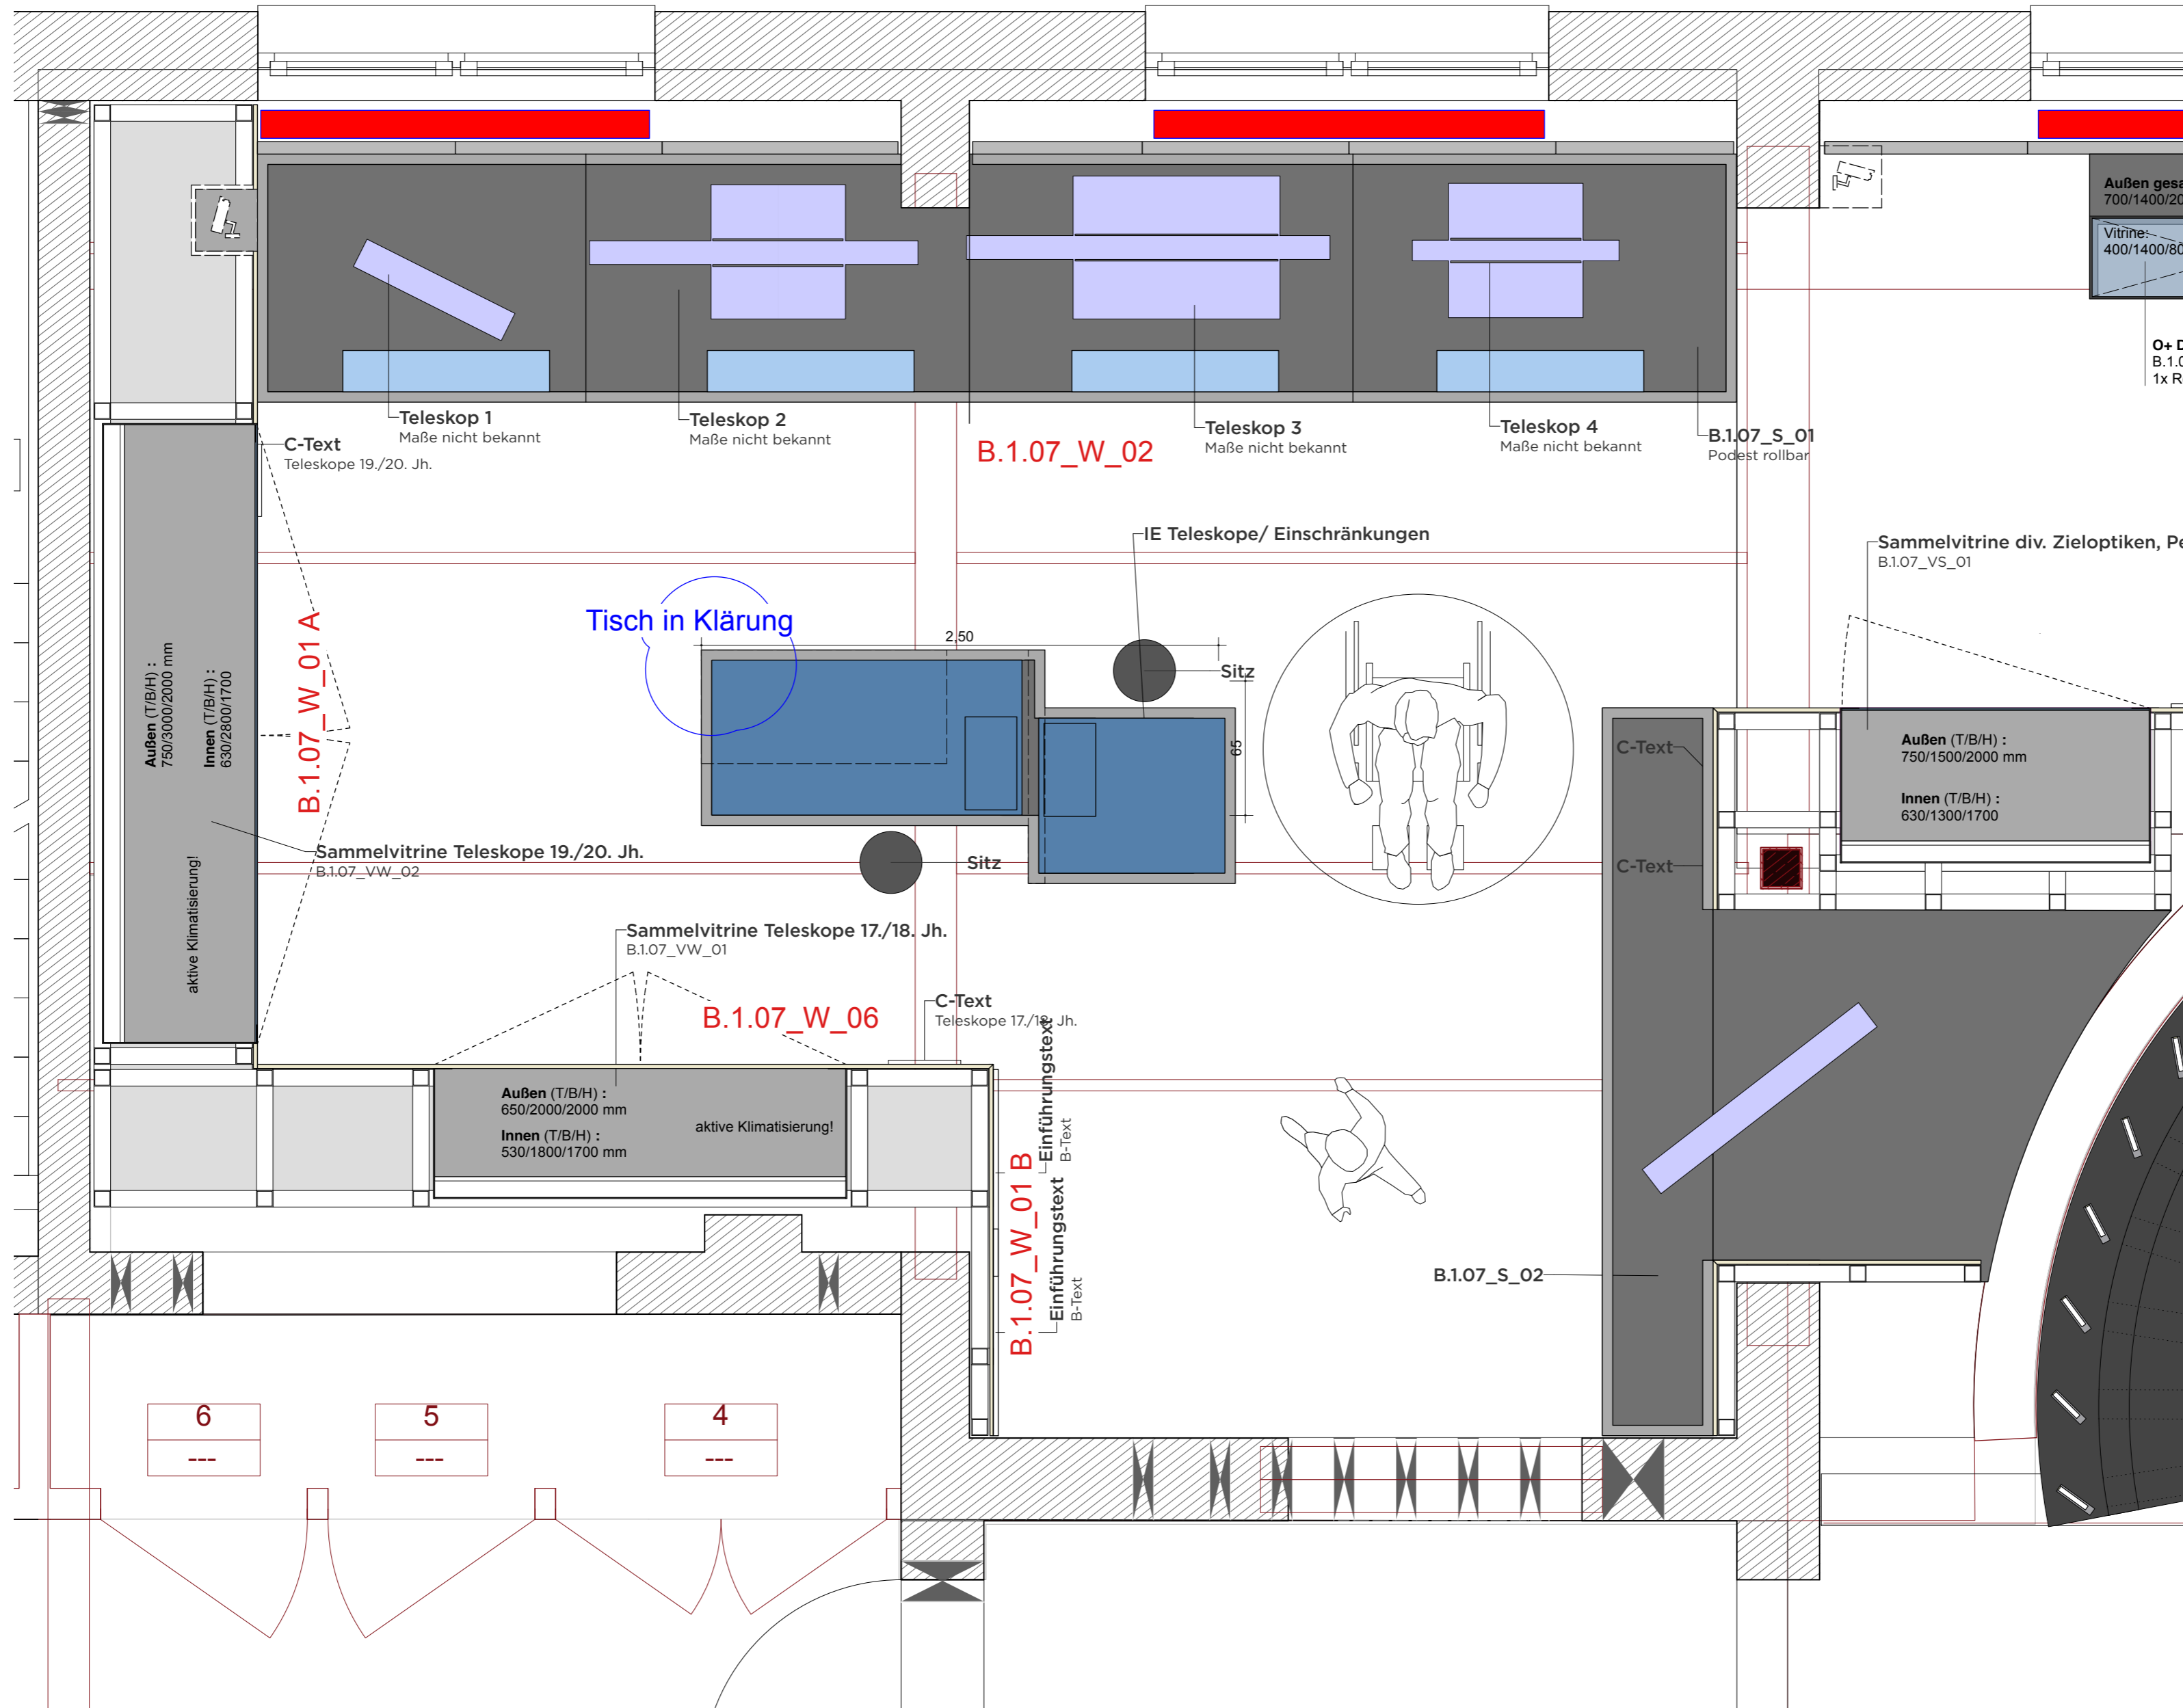 Außen gesa
700/1400/20
Vitrine:
400/1400/80
O+ D
B.1.0
1x R
Teleskop 1
Maße nicht bekannt
Teleskop 2
Maße nicht bekannt
Teleskop 3
Maße nicht bekannt
Teleskop 4
Maße nicht bekannt
B.1.07_S_01
Podest rollbar
C-Text
Teleskope 19./20. Jh.
B.1.07_W_02
IE Teleskope/ Einschränkungen
Sammelvitrine div. Zieloptiken, Pe
B.1.07_VS_01
Tisch in Klärung
2,50
Sitz
65
Außen (T/B/H) :
750/3000/2000 mm
Innen (T/B/H) :
630/2800/1700
B.1.07_W_01 A
C-Text
Außen (T/B/H) :
750/1500/2000 mm
Innen (T/B/H) :
630/1300/1700
Sammelvitrine Teleskope 19./20. Jh.
B.1.07_VW_02
aktive Klimatisierung!
Sitz
C-Text
Sammelvitrine Teleskope 17./18. Jh.
B.1.07_VW_01
B.1.07_W_06
C-Text
Teleskope 17./18. Jh.
Außen (T/B/H) :
650/2000/2000 mm
Innen (T/B/H) :
530/1800/1700 mm
aktive Klimatisierung!
Einführungstext
B-Text
B.1.07_W_01 B
Einführungstext
B-Text
B.1.07_S_02
6
---
5
---
4
---